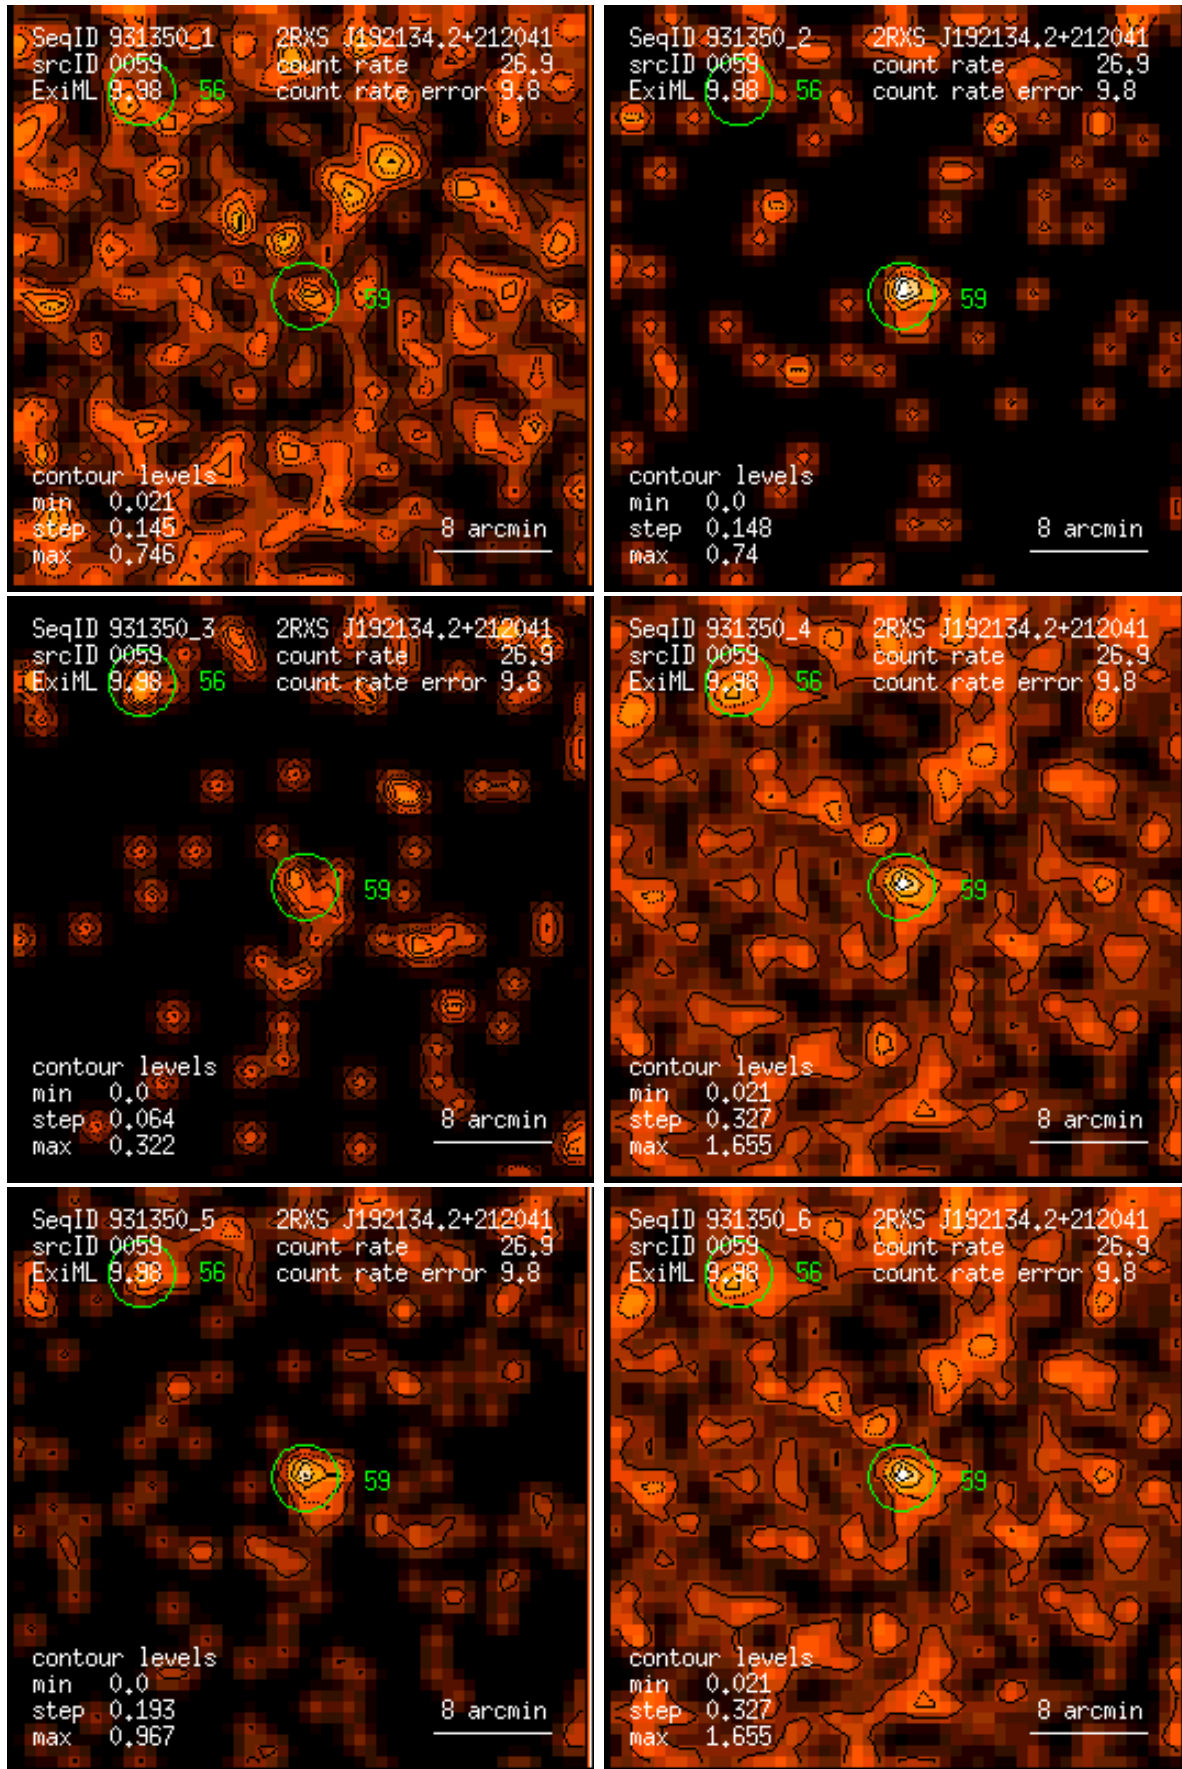 SeqID 931350_1 2RXS J192134.2+212041
srcID 0059 count rate 26.9
ExiML 9.98 56 count rate error 9.8
59
contour levels
min 0.021
step 0.145 8 arcmin
max 0.746
SeqID 931350_2 2RXS J192134.2+212041
srcID 0059 count rate 26.9
ExiML 9.98 56 count rate error 9.8
59
contour levels
min 0.0
step 0.148 8 arcmin
max 0.74
SeqID 931350_3 2RXS J192134.2+212041
srcID 0059 count rate 26.9
ExiML 9.98 56 count rate error 9.8
59
contour levels
min 0.0
step 0.064 8 arcmin
max 0.322
SeqID 931350_4 2RXS J192134.2+212041
srcID 0059 count rate 26.9
ExiML 9.98 56 count rate error 9.8
59
contour levels
min 0.021
step 0.327 8 arcmin
max 1.655
SeqID 931350_5 2RXS J192134.2+212041
srcID 0059 count rate 26.9
ExiML 9.98 56 count rate error 9.8
59
contour levels
min 0.0
step 0.193 8 arcmin
max 0.967
SeqID 931350_6 2RXS J192134.2+212041
srcID 0059 count rate 26.9
ExiML 9.98 56 count rate error 9.8
59
contour levels
min 0.021
step 0.327 8 arcmin
max 1.655